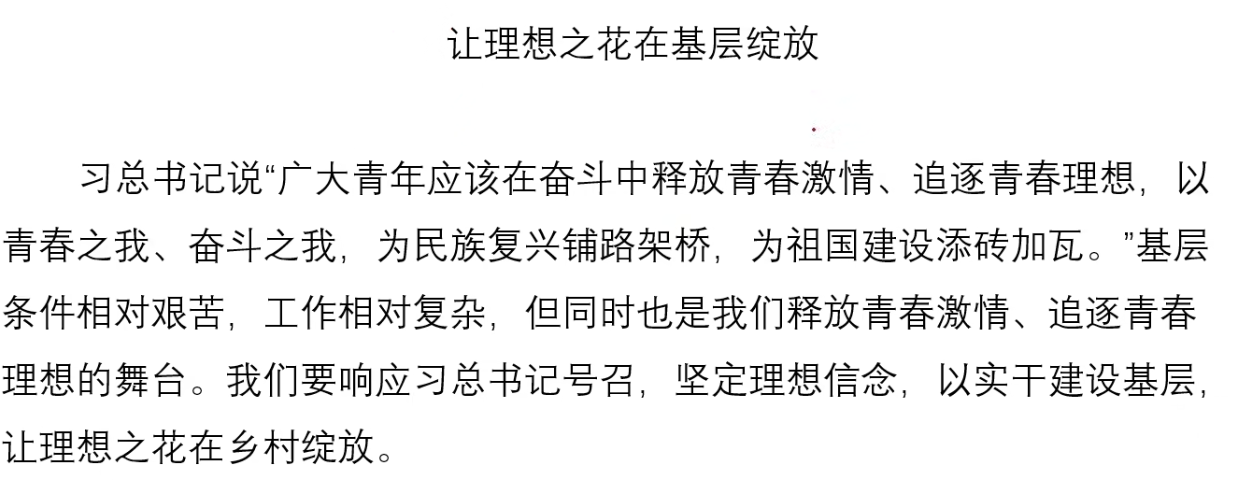 让理想之花在基层绽放
习总书记说“广大青年应该在奋斗中释放青春激情、追逐青春理想，以
青春之我、奋斗之我，为民族复兴铺路架桥，为祖国建设添砖加瓦。”基层
条件相对艰苦，工作相对复杂，但同时也是我们释放青春激情、追逐青春
理想的舞台。我们要响应习总书记号召，坚定理想信念，以实干建设基层，
让理想之花在乡村绽放。